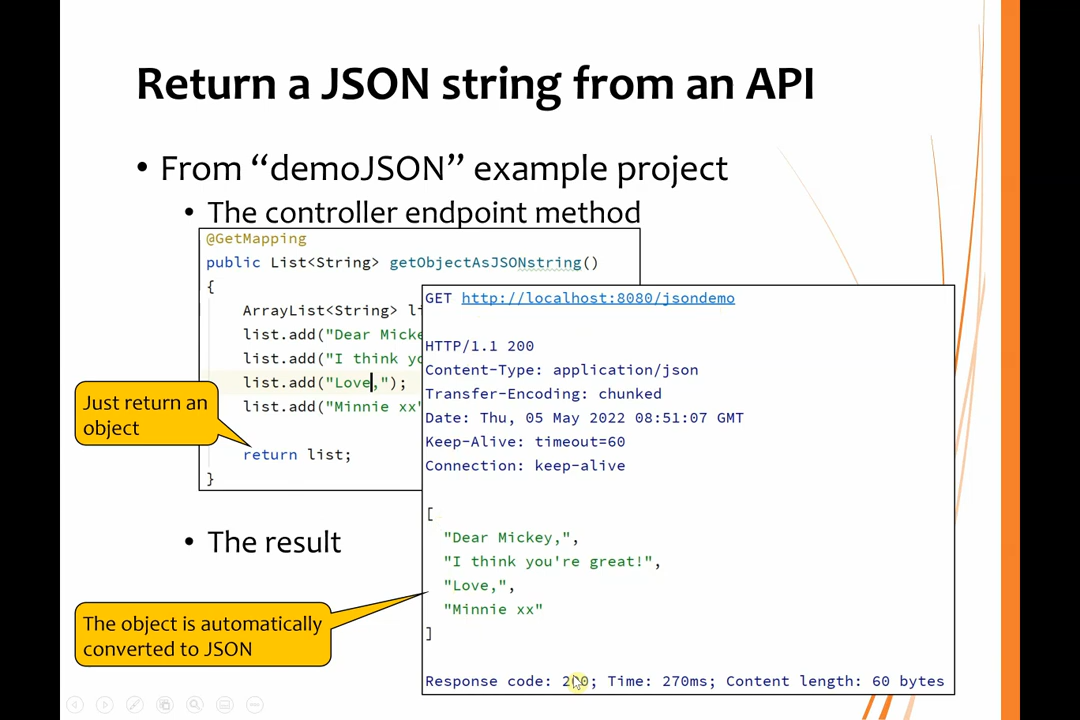 Return a JSON string from an API
• From “demoJSON” example project
• The controller endpoint method
@GetMapping
public List<String> getObjectAsJSONstring()
{
ArrayList<String>
list.add("Dear
list.add("I think
list.add("Love,");
list.add("Minnie xx"
return list;
}
Just return an
object
GET http://localhost:8080/jsondemo
HTTP/1.1 200
Content-Type: application/json
Transfer-Encoding: chunked
Date: Thu, 05 May 2022 08:51:07 GMT
Keep-Alive: timeout=60
Connection: keep-alive
[
"Dear Mickey,",
"I think you're great!",
"Love,",
"Minnie xx"
]
Response code: 200; Time: 270ms; Content length: 60 bytes
• The result
The object is automatically
converted to JSON